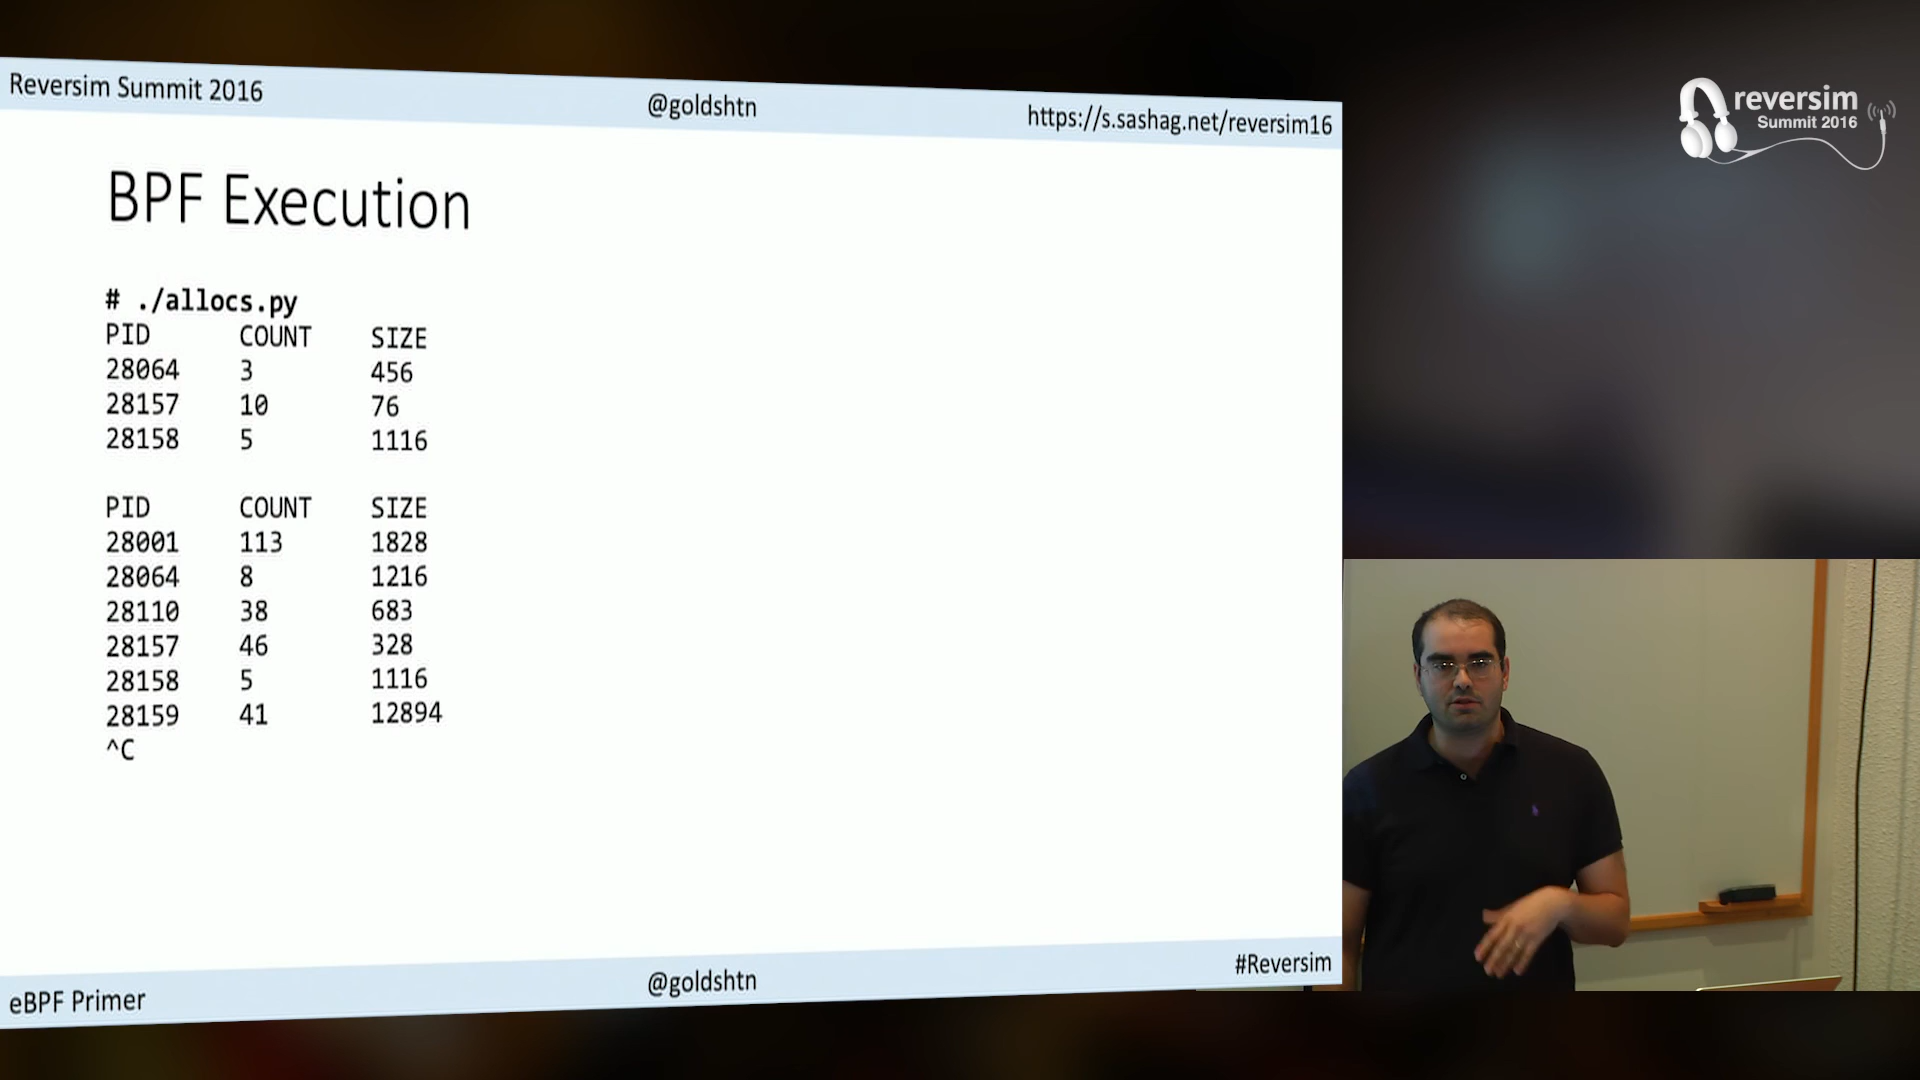 Reversim Summit 2016
@goldshtn
https://s.sashag.net/reversim16
reversim
Summit 2016
BPF Execution
# ./allocs.py
PID COUNT SIZE
28064 3 456
28157 10 76
28158 5 1116
PID COUNT SIZE
28001 113 1828
28064 8 1216
28110 38 683
28157 46 328
28158 5 1116
28159 41 12894
^C
eBPF Primer
@goldshtn
#Reversim